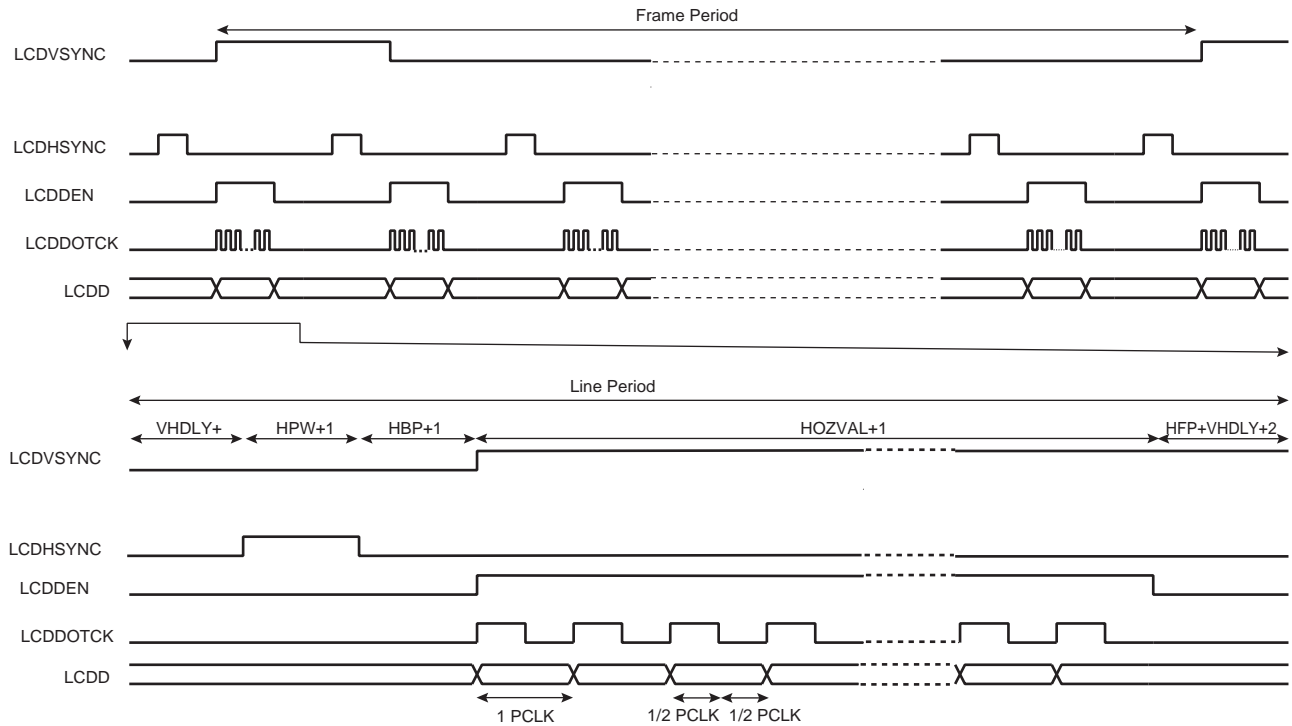 Frame Period
LCDVSYNC
LCDHSYNC
LCDDEN
LCDDOTCK
LCDD
Line Period
VHDLY+ HPW+1 HBP+1 HOZVAL+1 HFP+VHDLY+2
LCDVSYNC
LCDHSYNC
LCDDEN
LCDDOTCK
LCDD
1 PCLK 1/2 PCLK 1/2 PCLK